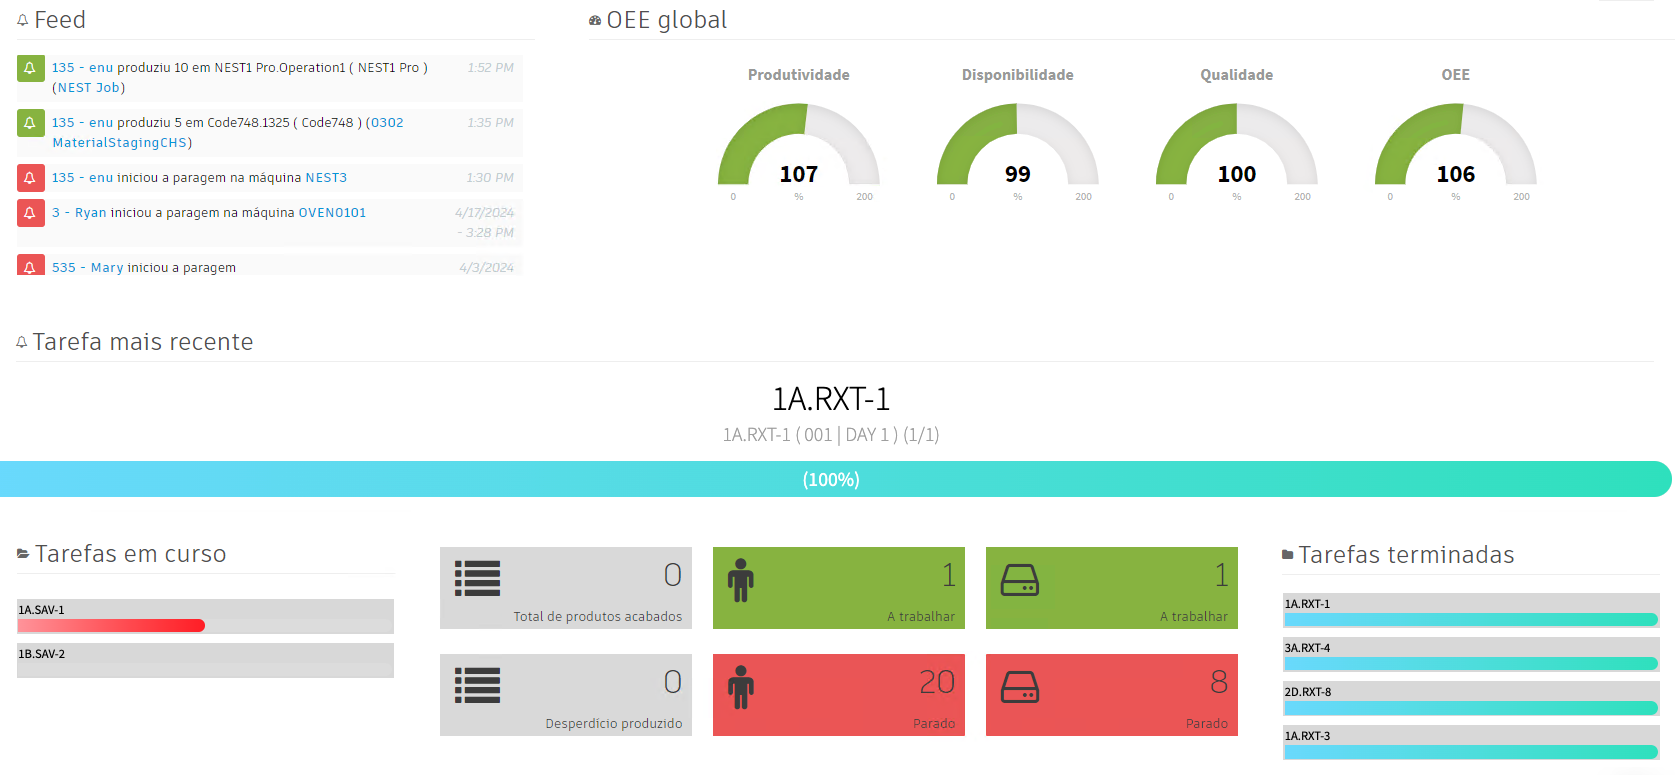 Feed
135 - enu produziu 10 em NEST1 Pro.Operation1 ( NEST1 Pro ) 1:52 PM
(NEST Job)
135 - enu produziu 5 em Code748.1325 ( Code748 ) (0302 1:35 PM
MaterialStagingCHS)
135 - enu iniciou a paragem na máquina NEST3 1:30 PM
3 - Ryan iniciou a paragem na máquina OVEN0101 4/17/2024
- 3:28 PM
535 - Mary iniciou a paragem 4/3/2024
OEE global
Produtividade Disponibilidade Qualidade OEE
107 99 100 106
0 % 200 0 % 200 0 % 200 0 % 200
Tarefa mais recente
1A.RXT-1
1A.RXT-1 ( 001 | DAY 1 ) (1/1)
(100%)
Tarefas em curso
1A.SAV-1
1B.SAV-2
0
Total de produtos acabados
1
A trabalhar
1
A trabalhar
0
Desperdício produzido
20
Parado
8
Parado
Tarefas terminadas
1A.RXT-1
3A.RXT-4
2D.RXT-8
1A.RXT-3